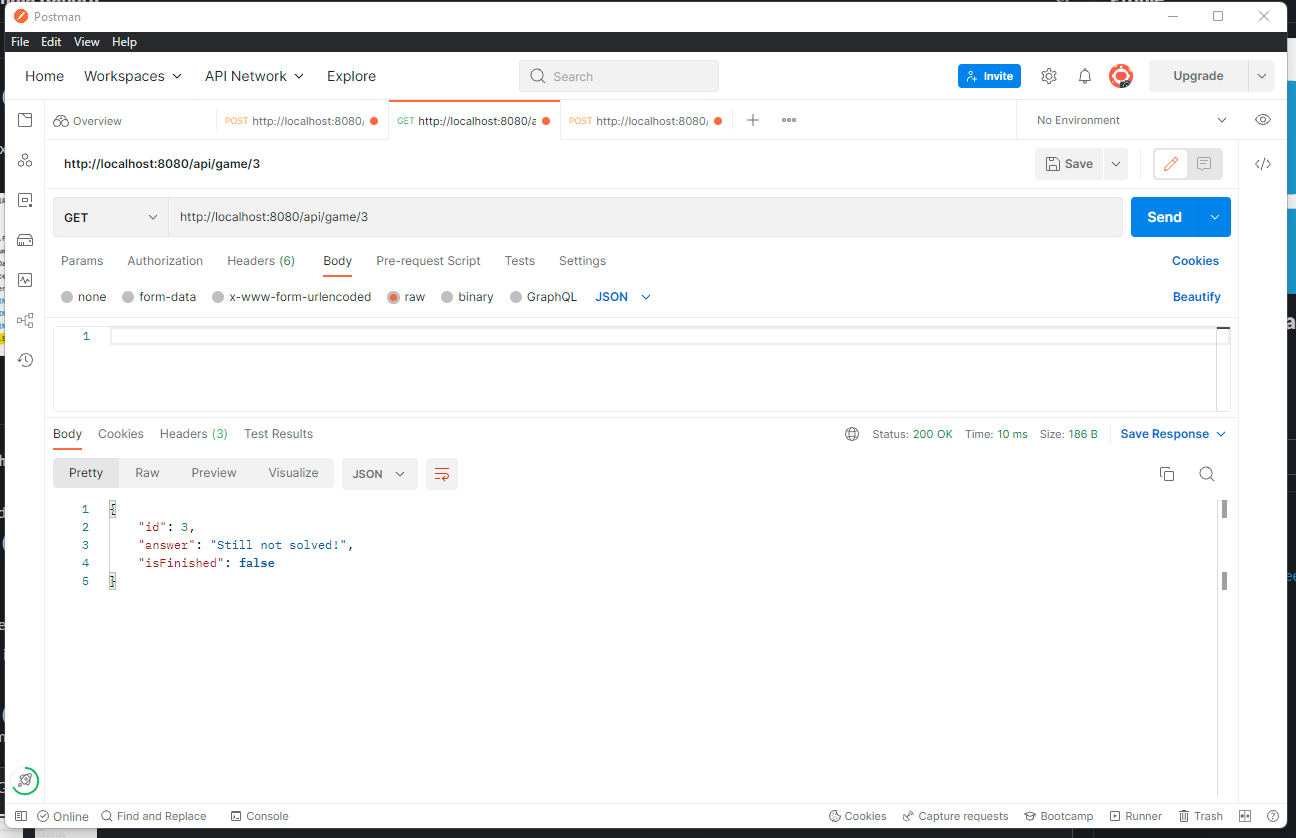 Postman
File Edit View Help
Home Workspaces API Network Explore Search Invite Upgrade
Overview POST http://localhost:8080/ GET http://localhost:8080/a POST http://localhost:8080/ No Environment
http://localhost:8080/api/game/3 Save
GET http://localhost:8080/api/game/3 Send
Params Authorization Headers (6) Body Pre-request Script Tests Settings Cookies
none form-data x-www-form-urlencoded raw binary GraphQL JSON Beautify
1
Body Cookies Headers (3) Test Results Status: 200 OK Time: 10 ms Size: 186 B Save Response
Pretty Raw Preview Visualize JSON
1 {
2 "id": 3,
3 "answer": "Still not solved!",
4 "isFinished": false
5 }
Online Find and Replace Console Cookies Capture requests Bootcamp Runner Trash